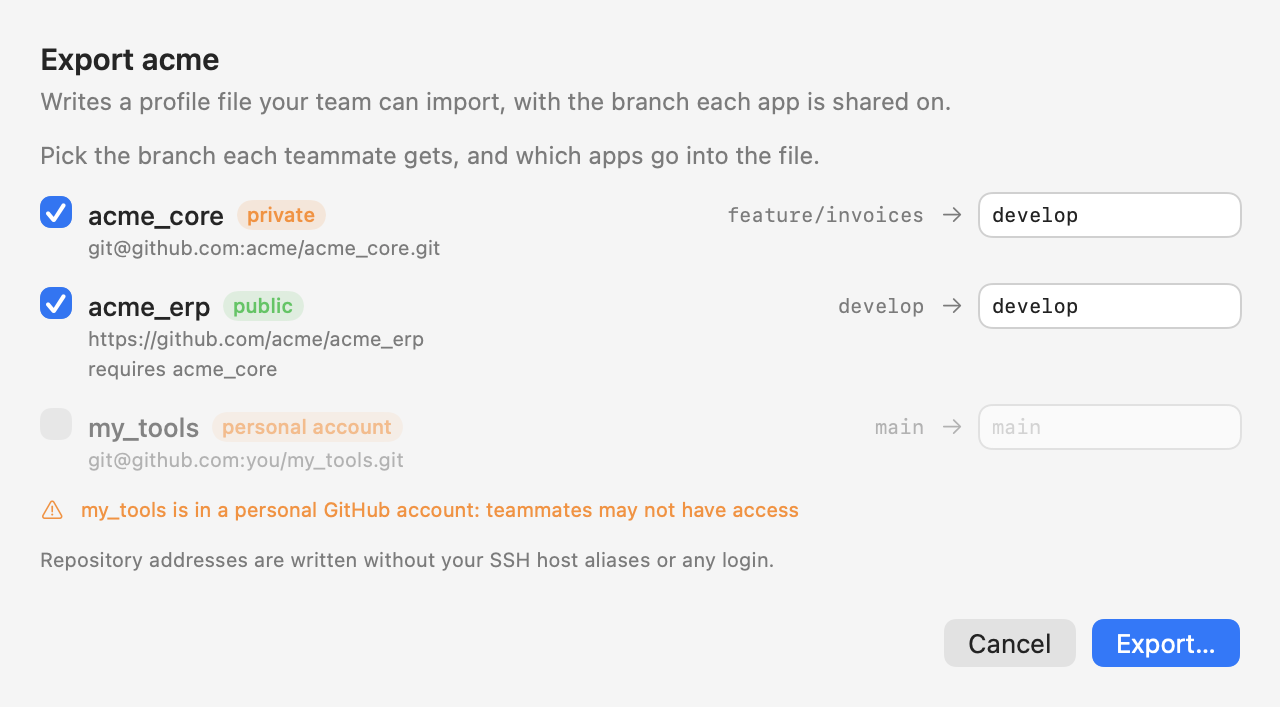 Export acme
Writes a profile file your team can import, with the branch each app is shared on.
Pick the branch each teammate gets, and which apps go into the file.
acme_core private feature/invoices → develop
git@github.com:acme/acme_core.git
acme_erp public develop → develop
https://github.com/acme/acme_erp
requires acme_core
my_tools personal account main → main
git@github.com:you/my_tools.git
my_tools is in a personal GitHub account: teammates may not have access
Repository addresses are written without your SSH host aliases or any login.
Cancel Export...